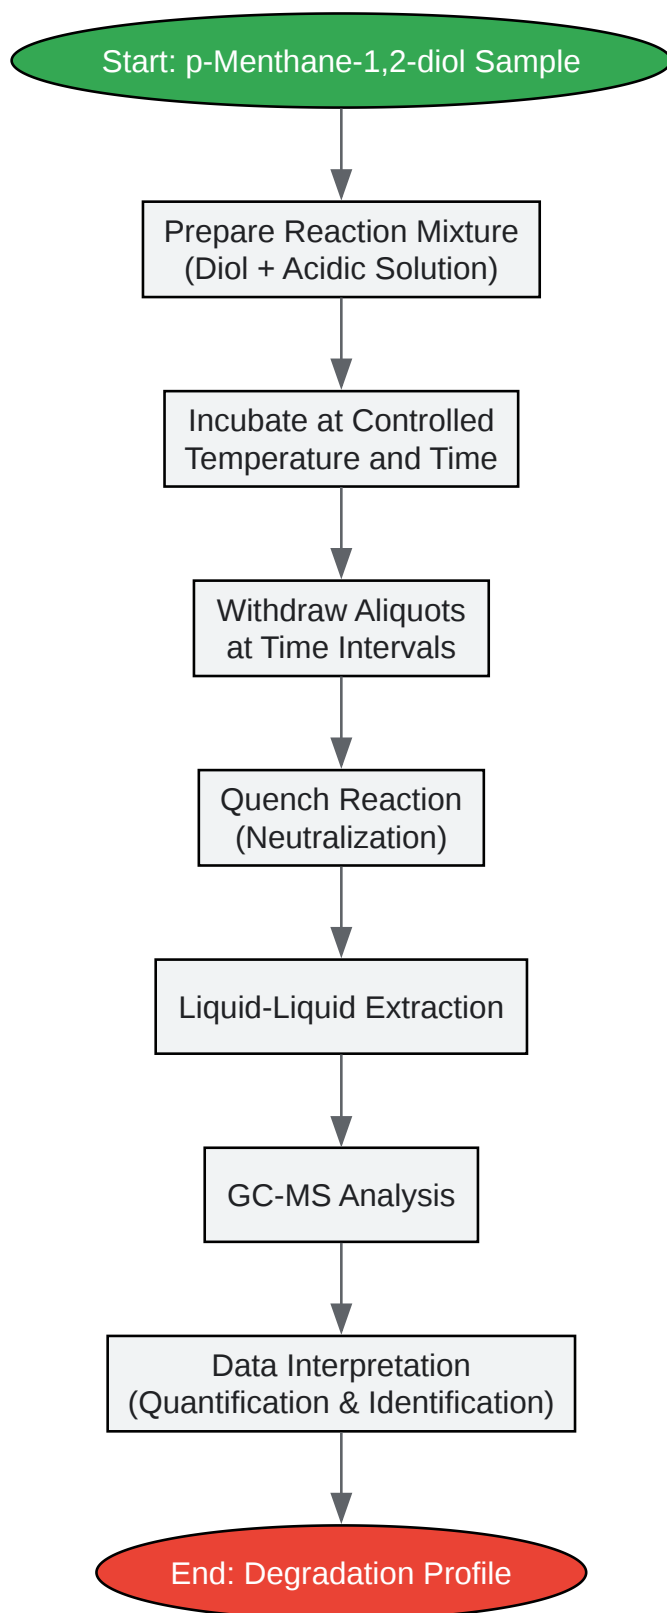 Start: p-Menthane-1,2-diol Sample
Prepare Reaction Mixture
(Diol + Acidic Solution)
Incubate at Controlled
Temperature and Time
Withdraw Aliquots
at Time Intervals
Quench Reaction
(Neutralization)
Liquid-Liquid Extraction
GC-MS Analysis
Data Interpretation
(Quantification & Identification)
End: Degradation Profile